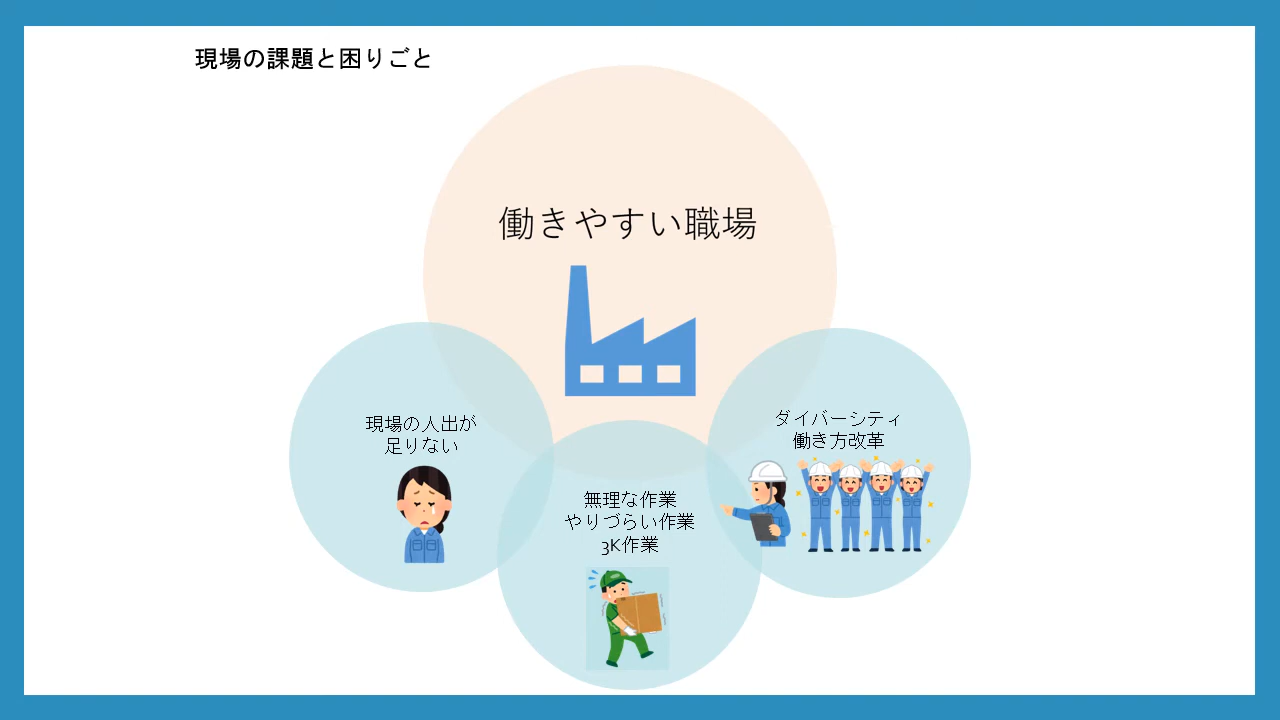 現場の課題と困りごと
働きやすい職場
現場の人出が
足りない
無理な作業
やりづらい作業
3K作業
ダイバーシティ
働き方改革